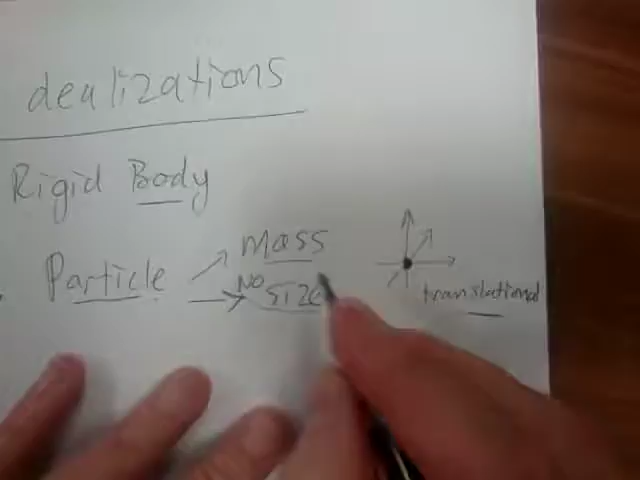 dealizations
Rigid Body
Particle
Mass
No Size
translational